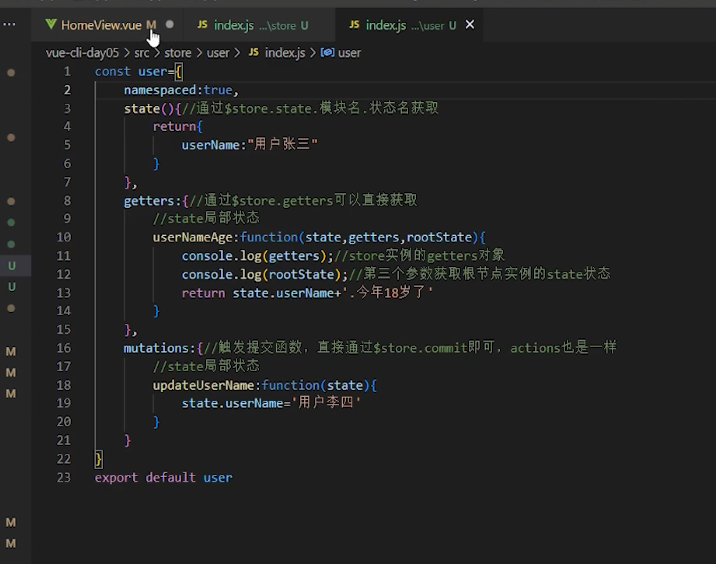 HomeView.vue M
JS index.js ...\store U
JS index.js ...\user U ×
vue-cli-day05 > src > store > user > JS index.js > user
1 const user={
2 namespaced:true,
3 state(){//通过$store.state.模块名.状态名获取
4 return{
5 userName:"用户张三"
6 }
7 },
8 getters:{//通过$store.getters可以直接获取
9 //state局部状态
10 userNameAge:function(state,getters,rootState){
11 console.log(getters);//store实例的getters对象
12 console.log(rootState);//第三个参数获取根节点实例的state状态
13 return state.userName+'.今年18岁了'
14 }
15 },
16 mutations:{//触发提交函数，直接通过$store.commit即可，actions也是一样
17 //state局部状态
18 updateUserName:function(state){
19 state.userName='用户李四'
20 }
21 }
22 }
23 export default user
U
U
M
M
M
M
M